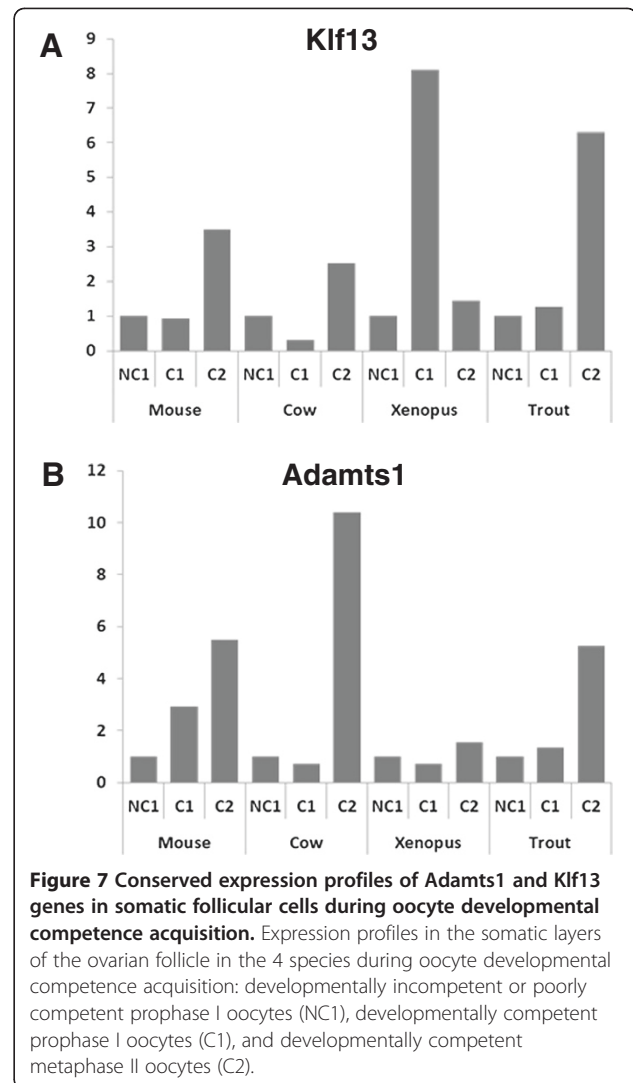 A
Klf13
9
8
7
6
5
4
3
2
1
0
NC1 C1 C2 NC1 C1 C2 NC1 C1 C2 NC1 C1 C2
Mouse Cow Xenopus Trout
B
Adamts1
12
10
8
6
4
2
0
NC1 C1 C2 NC1 C1 C2 NC1 C1 C2 NC1 C1 C2
Mouse Cow Xenopus Trout
Figure 7 Conserved expression profiles of Adamts1 and Klf13
genes in somatic follicular cells during oocyte developmental
competence acquisition. Expression profiles in the somatic layers
of the ovarian follicle in the 4 species during oocyte developmental
competence acquisition: developmentally incompetent or poorly
competent prophase I oocytes (NC1), developmentally competent
prophase I oocytes (C1), and developmentally competent
metaphase II oocytes (C2).